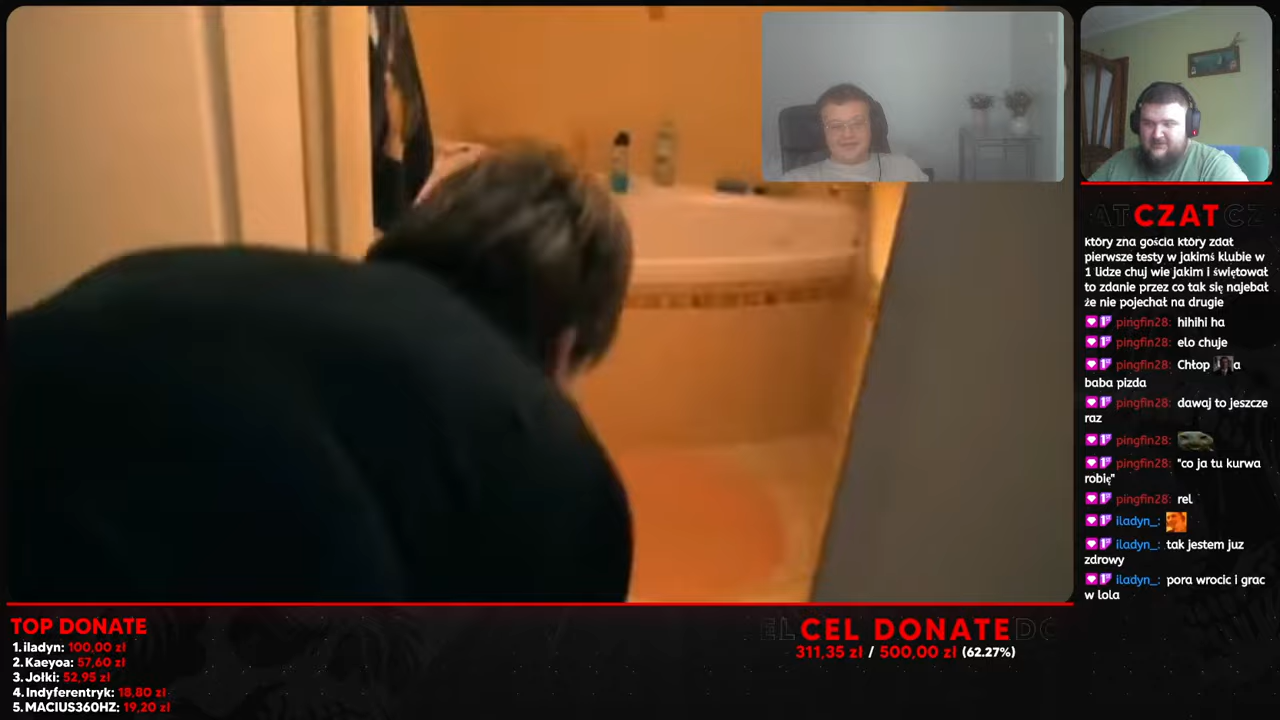 CZAT
który zna gościa który zdał
pierwsze testy w jakimś klubie w
1 lidze chuj wie jakim i świętował
to zdanie przez co tak się najebał
że nie pojechał na drugie
pingfin28: hihihi ha
pingfin28: elo chuje
pingfin28: Chłop a
baba pizda
pingfin28: dawaj to jeszcze
raz
pingfin28:
pingfin28: "co ja tu kurwa
robię"
pingfin28: rel
iladyn_:
iladyn_: tak jestem juz
zdrowy
iladyn_: pora wrocic i grac
w lola
TOP DONATE
1. iladyn: 100,00 zł
2. Kaeyoa: 57,60 zł
3. Jołki: 52,95 zł
4. Indyferentryk: 18,80 zł
5. MACIUS360HZ: 19,20 zł
CEL DONATE
311,35 zł / 500,00 zł (62.27%)